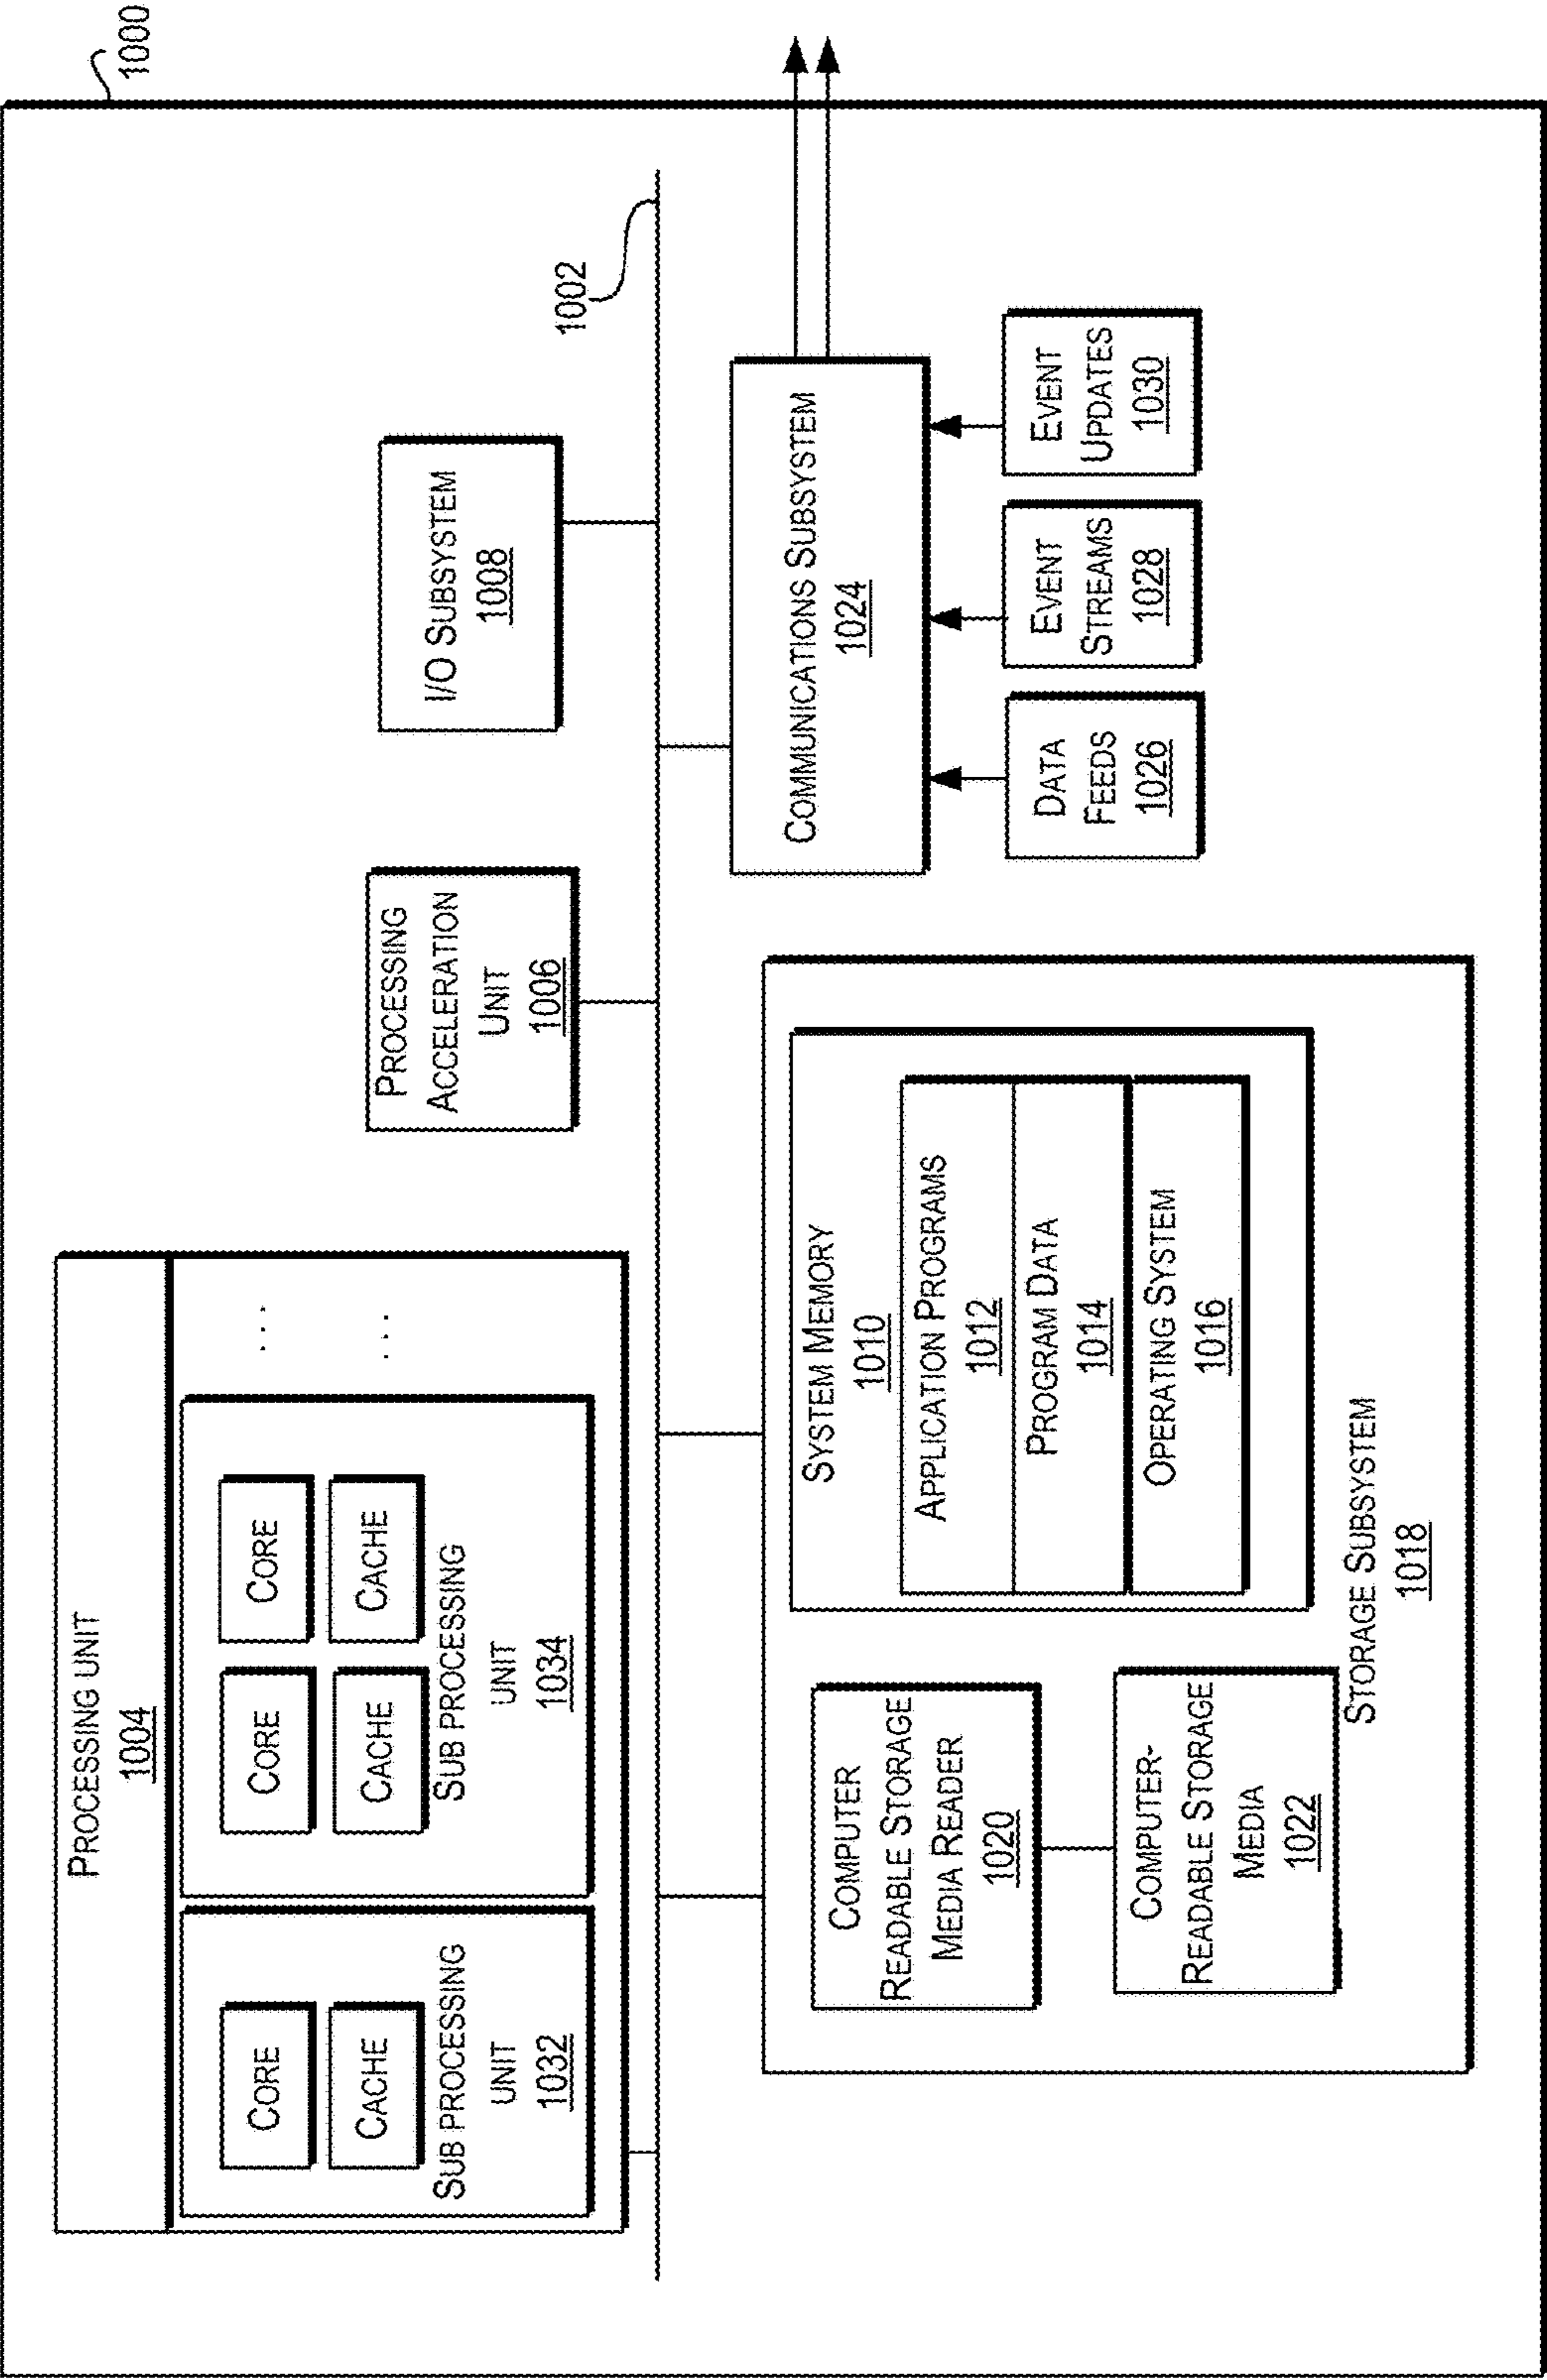 1000
PROCESSING UNIT
1004
CORE
CACHE
SUB PROCESSING
UNIT
1032
CORE
CORE
CACHE
CACHE
SUB PROCESSING
UNIT
1034
. . .
. . .
PROCESSING
ACCELERATION
UNIT
1006
I/O SUBSYSTEM
1008
1002
COMPUTER
READABLE STORAGE
MEDIA READER
1020
COMPUTER-
READABLE STORAGE
MEDIA
1022
SYSTEM MEMORY
1010
APPLICATION PROGRAMS
1012
PROGRAM DATA
1014
OPERATING SYSTEM
1016
STORAGE SUBSYSTEM
1018
COMMUNICATIONS SUBSYSTEM
1024
DATA
FEEDS
1026
EVENT
STREAMS
1028
EVENT
UPDATES
1030